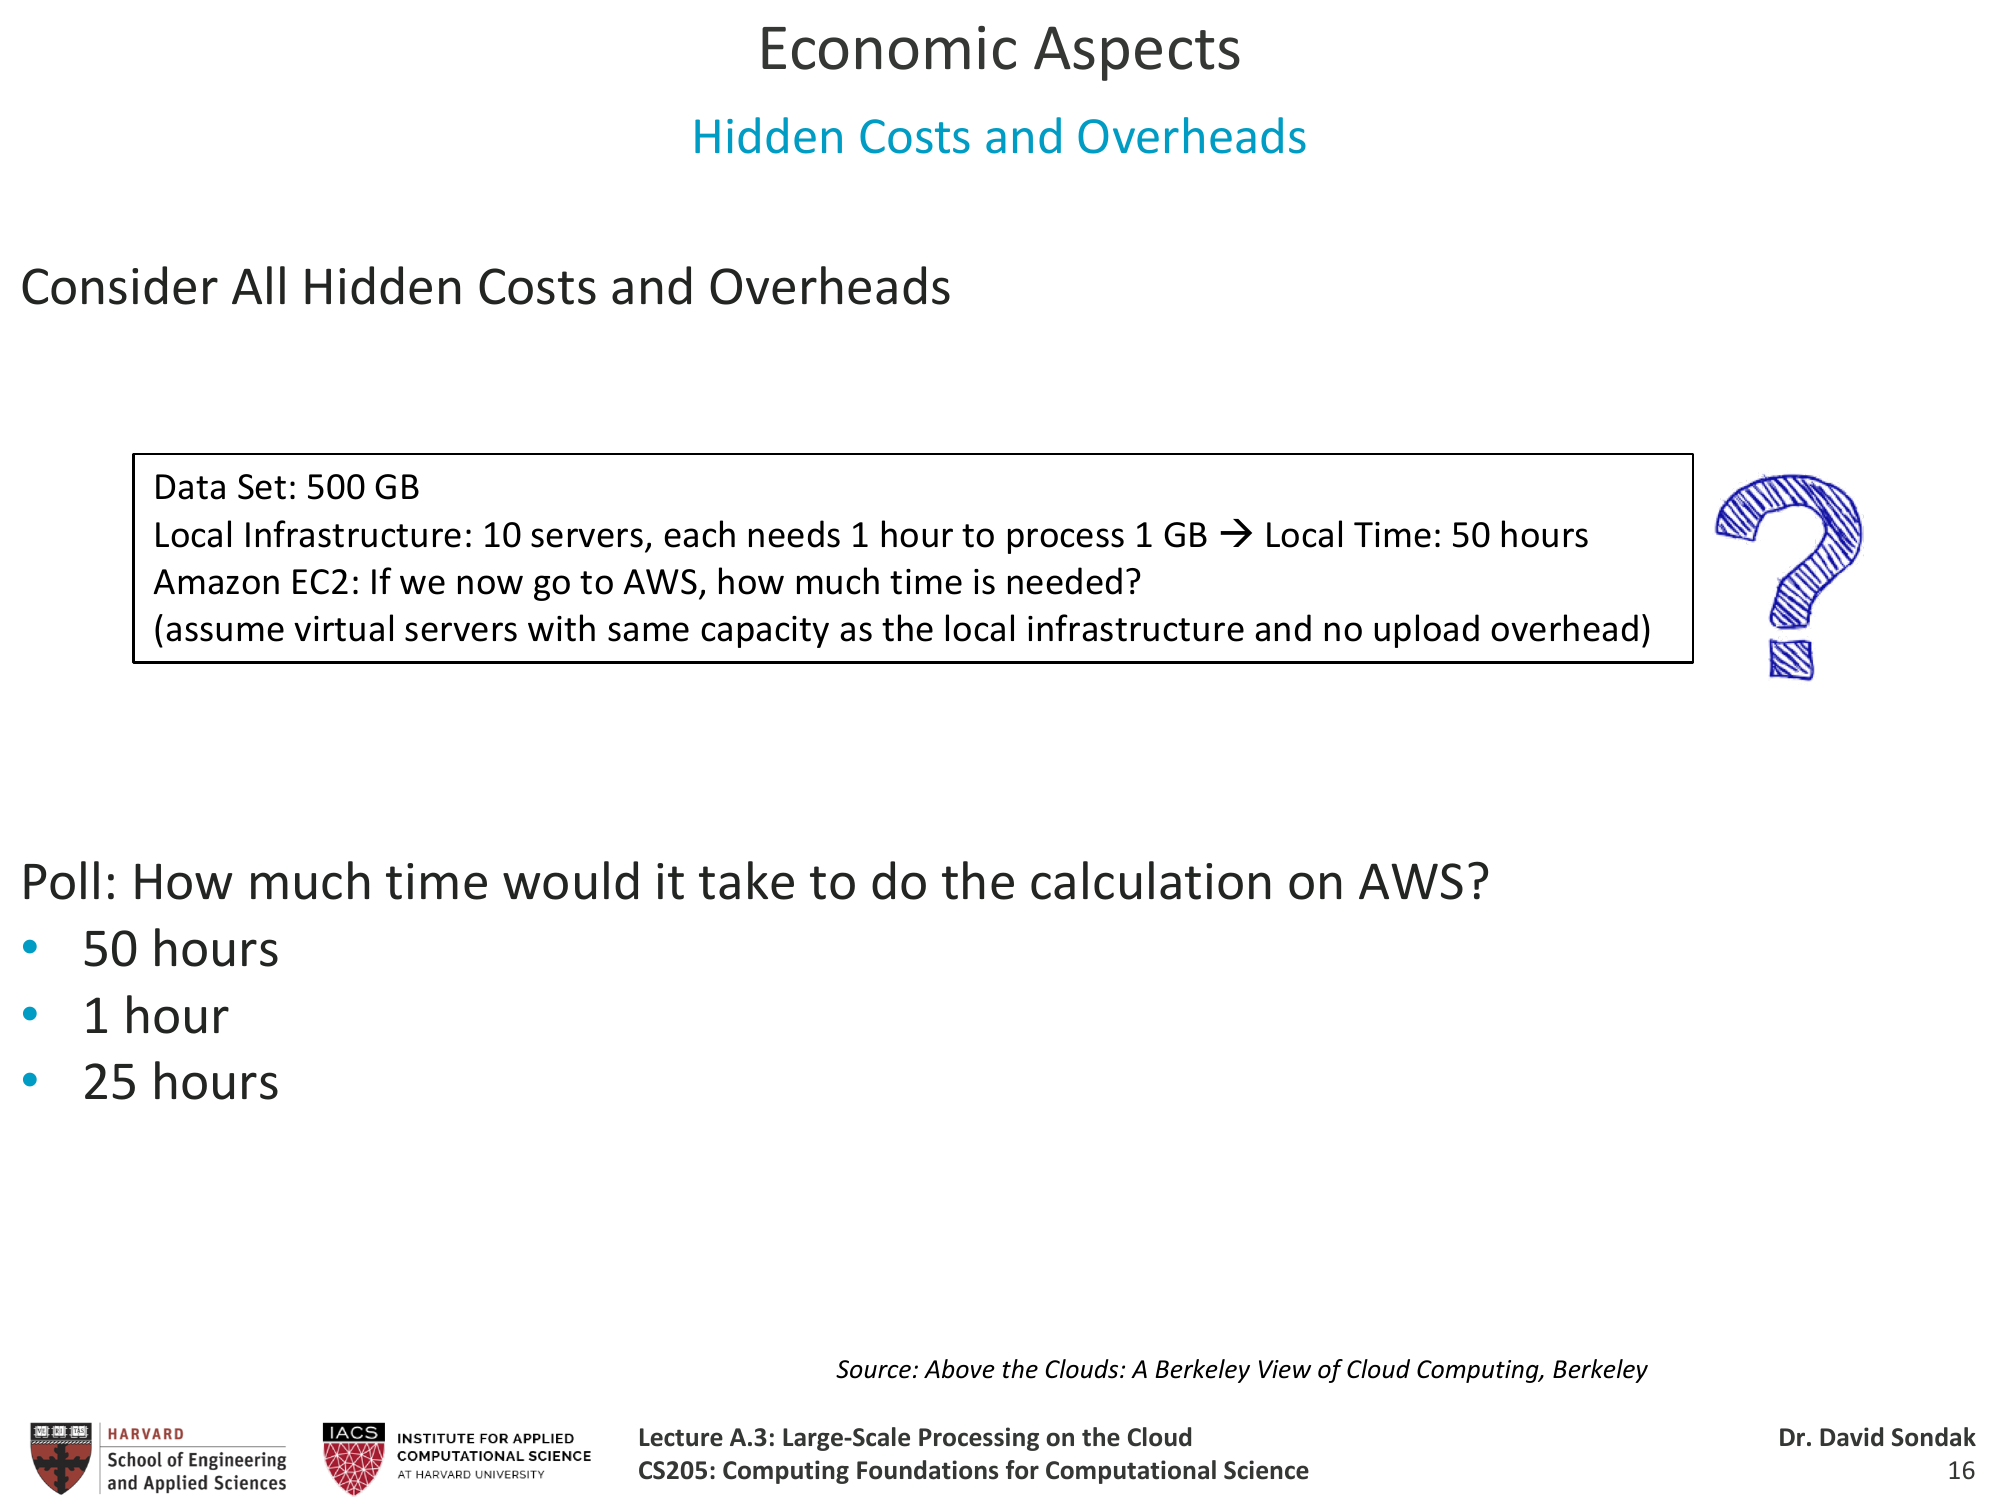 Economic Aspects
Hidden Costs and Overheads
Consider All Hidden Costs and Overheads
Data Set: 500 GB
Local Infrastructure: 10 servers, each needs 1 hour to process 1 GB → Local Time: 50 hours
Amazon EC2: If we now go to AWS, how much time is needed?
(assume virtual servers with same capacity as the local infrastructure and no upload overhead)
?
Poll: How much time would it take to do the calculation on AWS?
• 50 hours
• 1 hour
• 25 hours
Source: Above the Clouds: A Berkeley View of Cloud Computing, Berkeley
HARVARD
School of Engineering
and Applied Sciences
IACS
INSTITUTE FOR APPLIED
COMPUTATIONAL SCIENCE
AT HARVARD UNIVERSITY
Lecture A.3: Large-Scale Processing on the Cloud
CS205: Computing Foundations for Computational Science
Dr. David Sondak
16